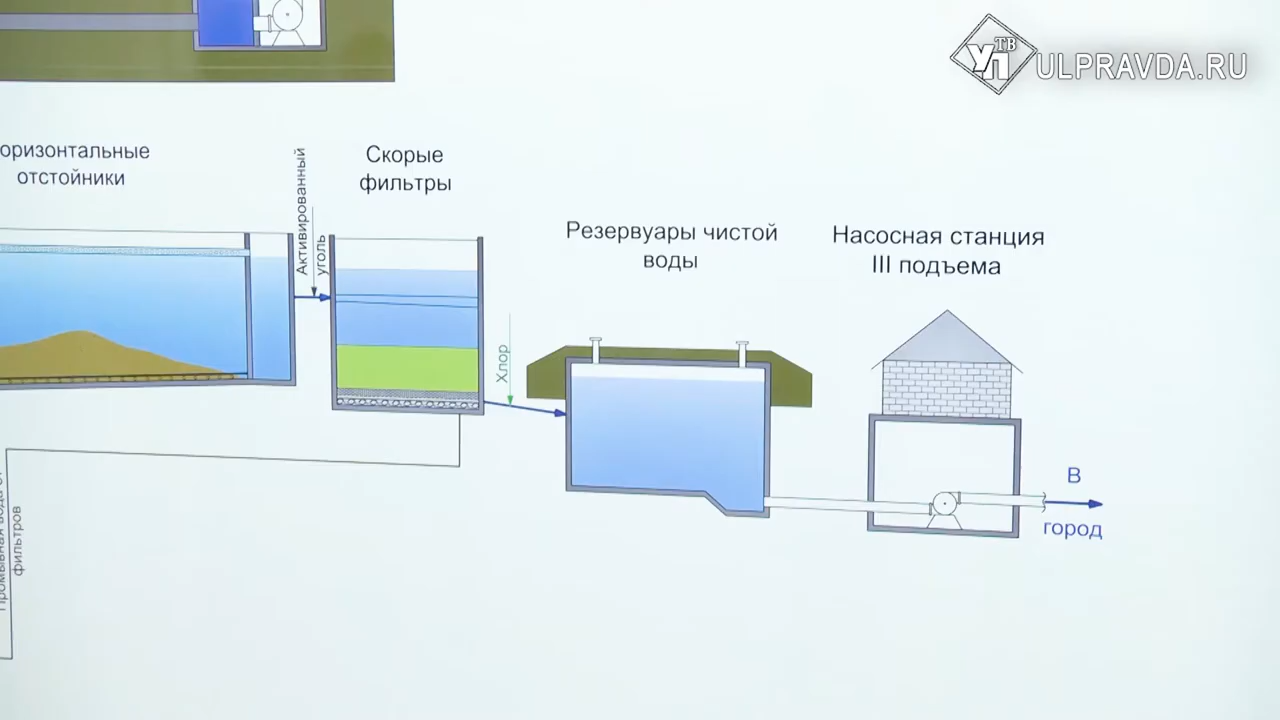 УП ТВ
ULPRAVDA.RU
оризонтальные
отстойники
Активированный
уголь
Скорые
фильтры
Хлор
Резервуары чистой
воды
Насосная станция
III подъема
В
город
фильтров